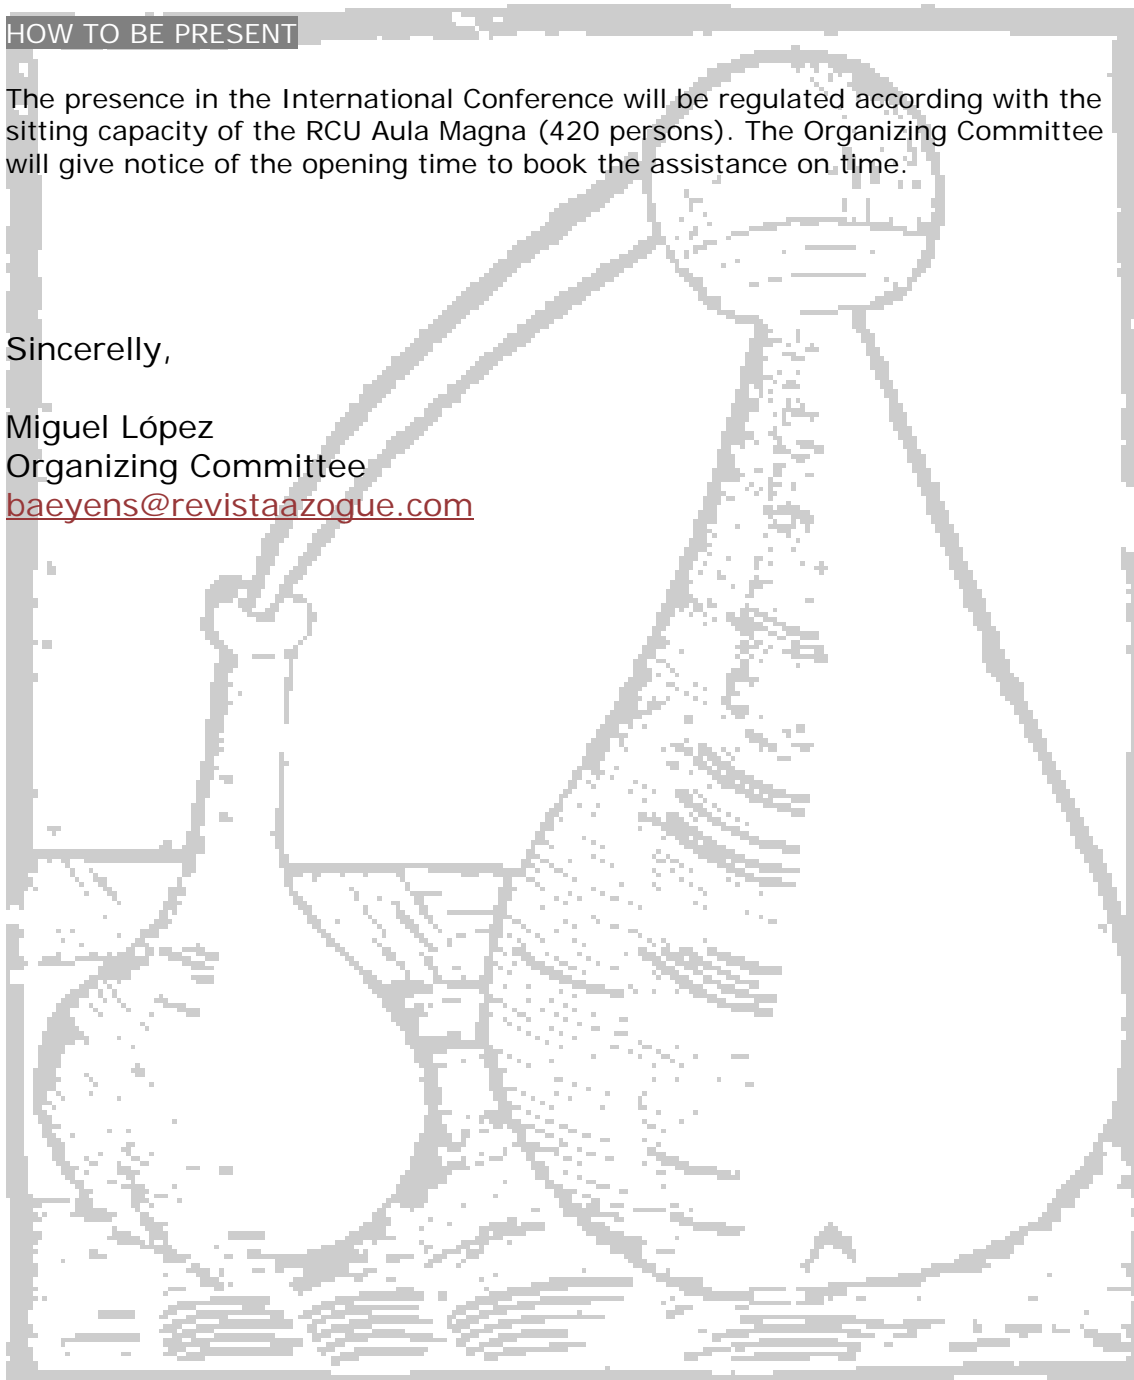 HOW TO BE PRESENT
The presence in the International Conference will be regulated according with the
sitting capacity of the RCU Aula Magna (420 persons). The Organizing Committee
will give notice of the opening time to book the assistance on time.
Sincerelly,
Miguel López
Organizing Committee
baeyens@revistaazogue.com